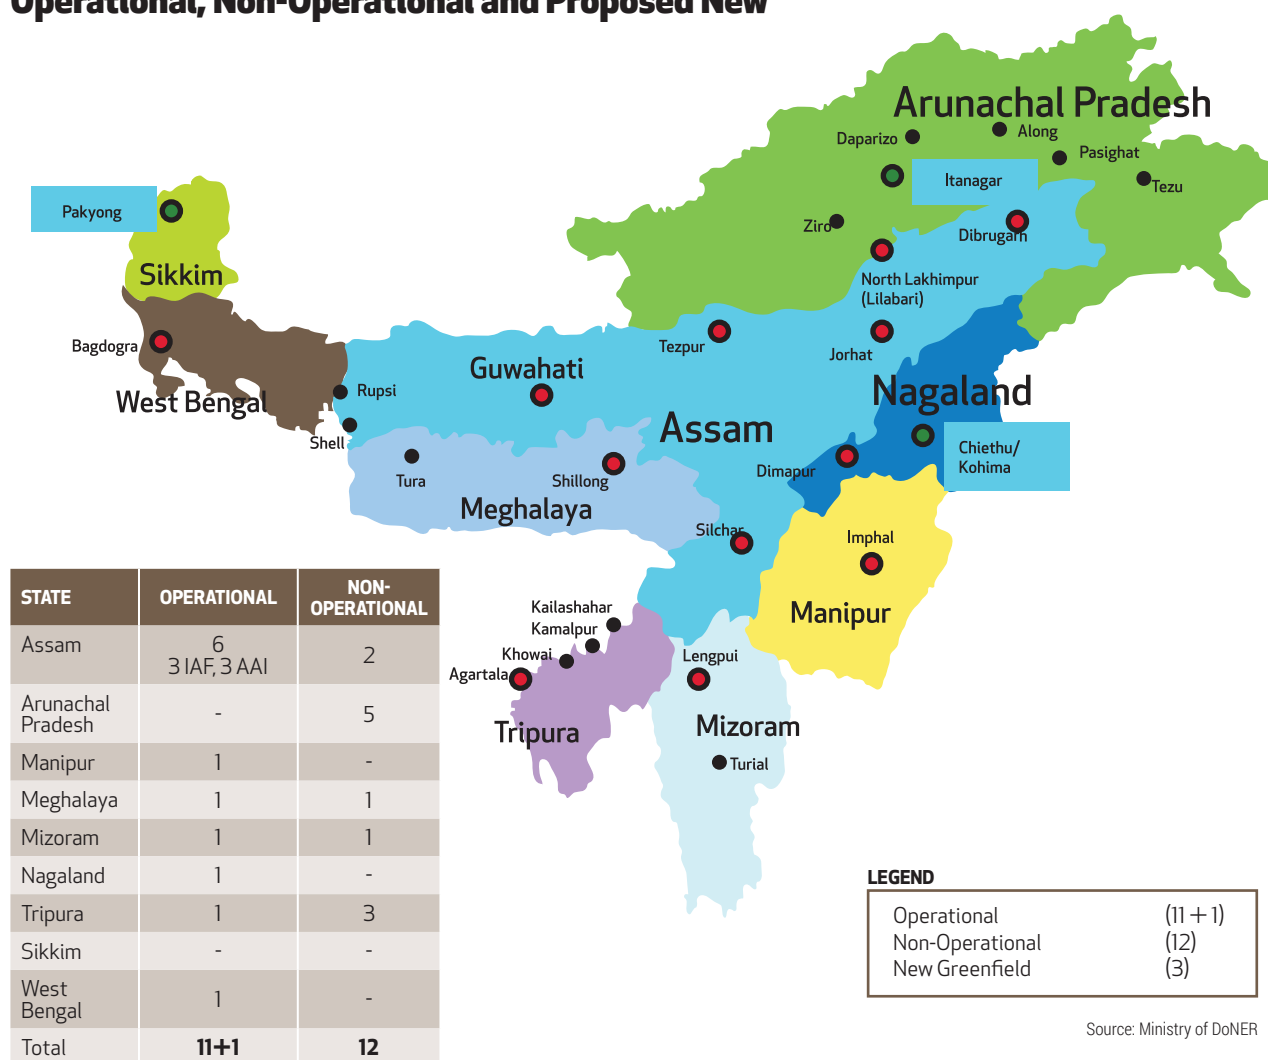 Operational, Non-Operational and Proposed New
Arunachal Pradesh
Daparizo
Along
Pasighat
Tezu
Itanagar
Ziro
Dibrugarh
North Lakhimpur
(Lilabari)
Pakyong
Sikkim
Bagdogra
West Bengal
Rupsi
Shell
Guwahati
Tezpur
Jorhat
Nagaland
Assam
Chiethu/
Kohima
Dimapur
Tura
Shillong
Meghalaya
Silchar
Imphal
Manipur
Kailashahar
Kamalpur
Khowai
Agartala
Tripura
Lengpui
Mizoram
Turial
STATE OPERATIONAL NON-
OPERATIONAL
Assam 6
3 IAF, 3 AAI 2
Arunachal
Pradesh - 5
Manipur 1 -
Meghalaya 1 1
Mizoram 1 1
Nagaland 1 -
Tripura 1 3
Sikkim - -
West
Bengal 1 -
Total 11+1 12
LEGEND
Operational (11 + 1)
Non-Operational (12)
New Greenfield (3)
Source: Ministry of DoNER